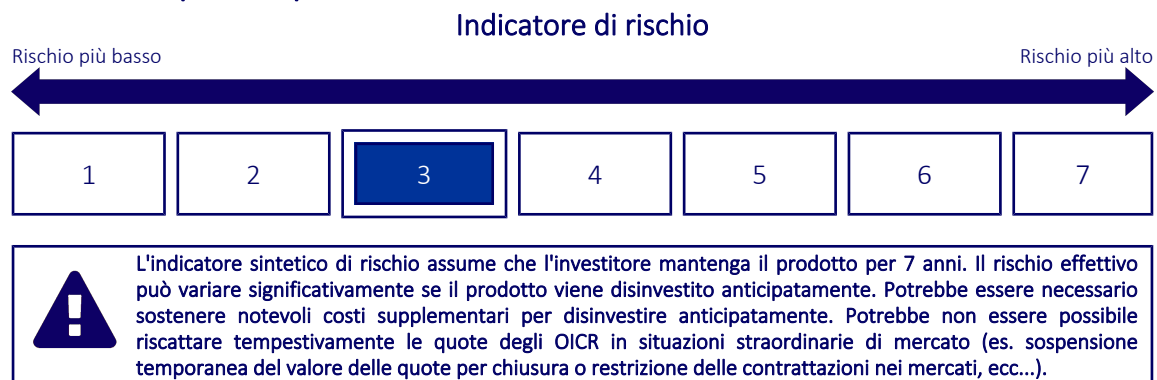 Indicatore di rischio
Rischio più basso
Rischio più alto
1 2 3 4 5 6 7
L'indicatore sintetico di rischio assume che l'investitore mantenga il prodotto per 7 anni. Il rischio effettivo
può variare significativamente se il prodotto viene disinvestito anticipatamente. Potrebbe essere necessario
sostenere notevoli costi supplementari per disinvestire anticipatamente. Potrebbe non essere possibile
riscattare tempestivamente le quote degli OICR in situazioni straordinarie di mercato (es. sospensione
temporanea del valore delle quote per chiusura o restrizione delle contrattazioni nei mercati, ecc...).